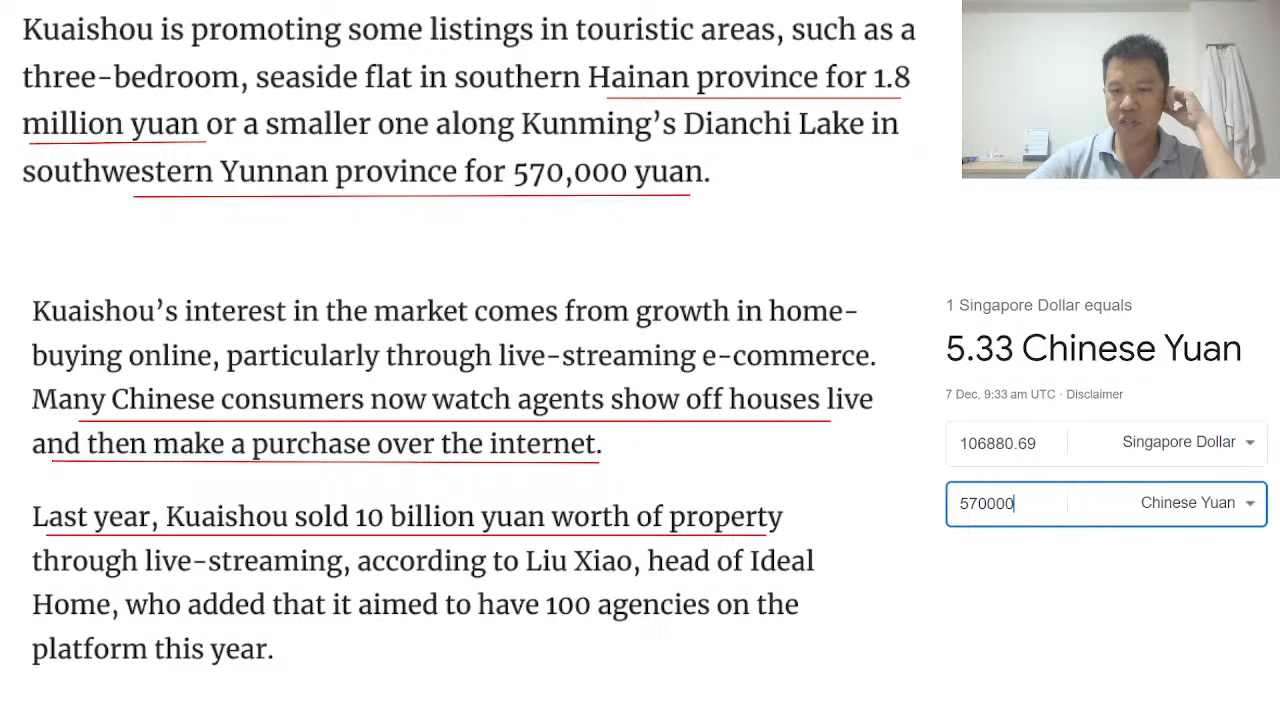 Kuaishou is promoting some listings in touristic areas, such as a
three-bedroom, seaside flat in southern Hainan province for 1.8
million yuan or a smaller one along Kunming’s Dianchi Lake in
southwestern Yunnan province for 570,000 yuan.
Kuaishou’s interest in the market comes from growth in home-
buying online, particularly through live-streaming e-commerce.
Many Chinese consumers now watch agents show off houses live
and then make a purchase over the internet.
Last year, Kuaishou sold 10 billion yuan worth of property
through live-streaming, according to Liu Xiao, head of Ideal
Home, who added that it aimed to have 100 agencies on the
platform this year.
1 Singapore Dollar equals
5.33 Chinese Yuan
7 Dec, 9:33 am UTC · Disclaimer
106880.69 Singapore Dollar
570000 Chinese Yuan